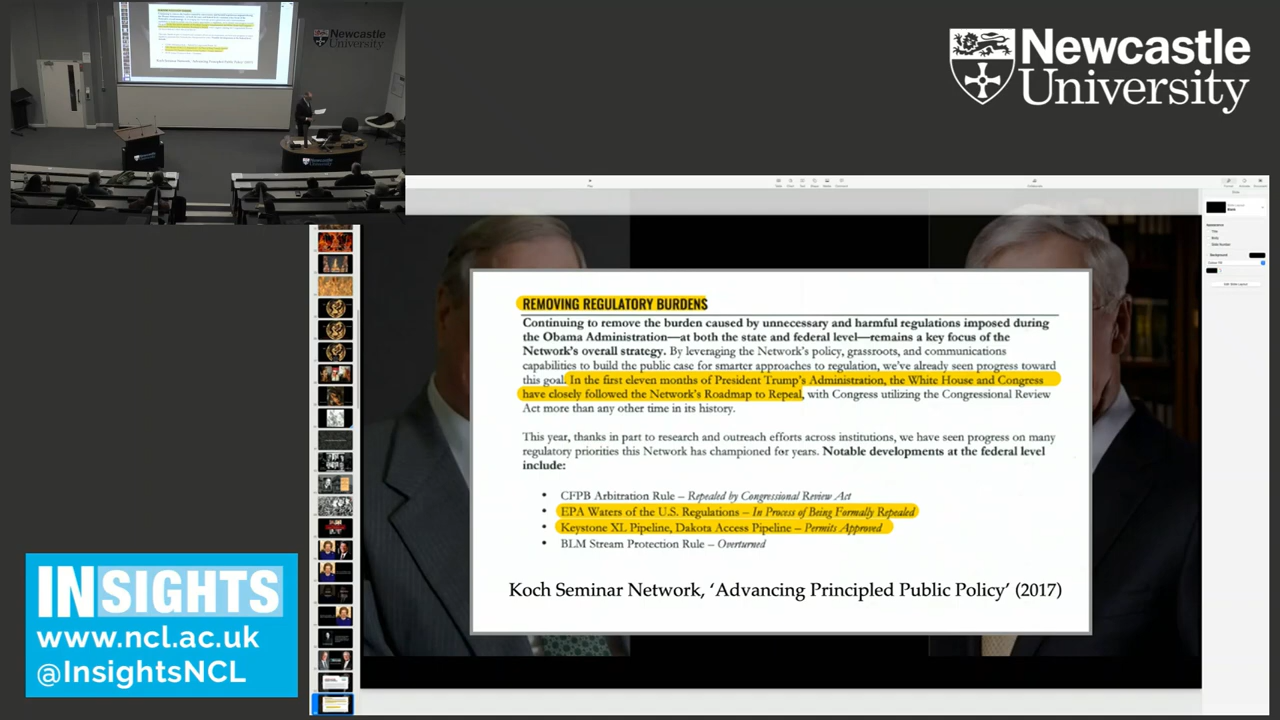 Newcastle
University
Newcastle
University
REMOVING REGULATORY BURDENS
Continuing to remove the burden caused by unnecessary and harmful regulations imposed during
the Obama Administration—at both the state and federal level—remains a key focus of the
Network's overall strategy. By leveraging the Network's policy, grassroots, and communications
capabilities to build the public case for smarter approaches to regulation, we've already seen progress toward
this goal. In the first eleven months of President Trump's Administration, the White House and Congress
have closely followed the Network's Roadmap to Repeal, with Congress utilizing the Congressional Review
Act more than any other time in its history.
This year, thanks in part to research and outreach efforts across institutions, we have seen progress on many
regulatory priorities this Network has championed for years. Notable developments at the federal level
include:
• CFPB Arbitration Rule – Repealed by Congressional Review Act
• EPA Waters of the U.S. Regulations – In Process of Being Formally Repealed
• Keystone XL Pipeline, Dakota Access Pipeline – Permits Approved
• BLM Stream Protection Rule – Overturned
Koch Seminar Network, 'Advancing Principled Public Policy' (2017)
INSIGHTS
www.ncl.ac.uk
@InsightsNCL